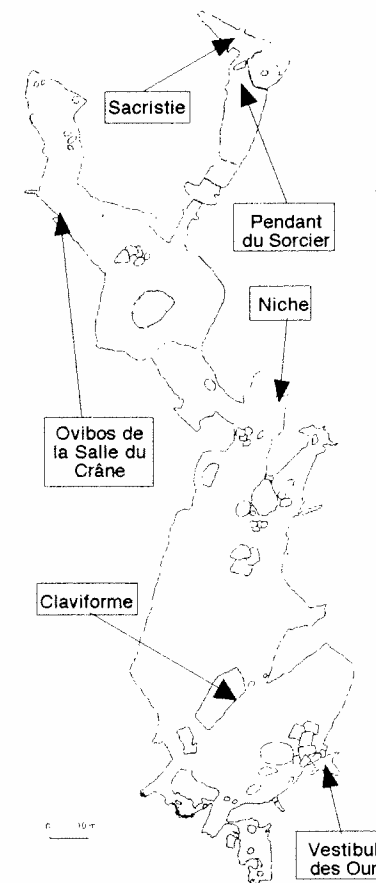 Sacristie
Pendant
du Sorcier
Niche
Ovibos de
la Salle du
Crâne
Claviforme
Vestibul
des Our